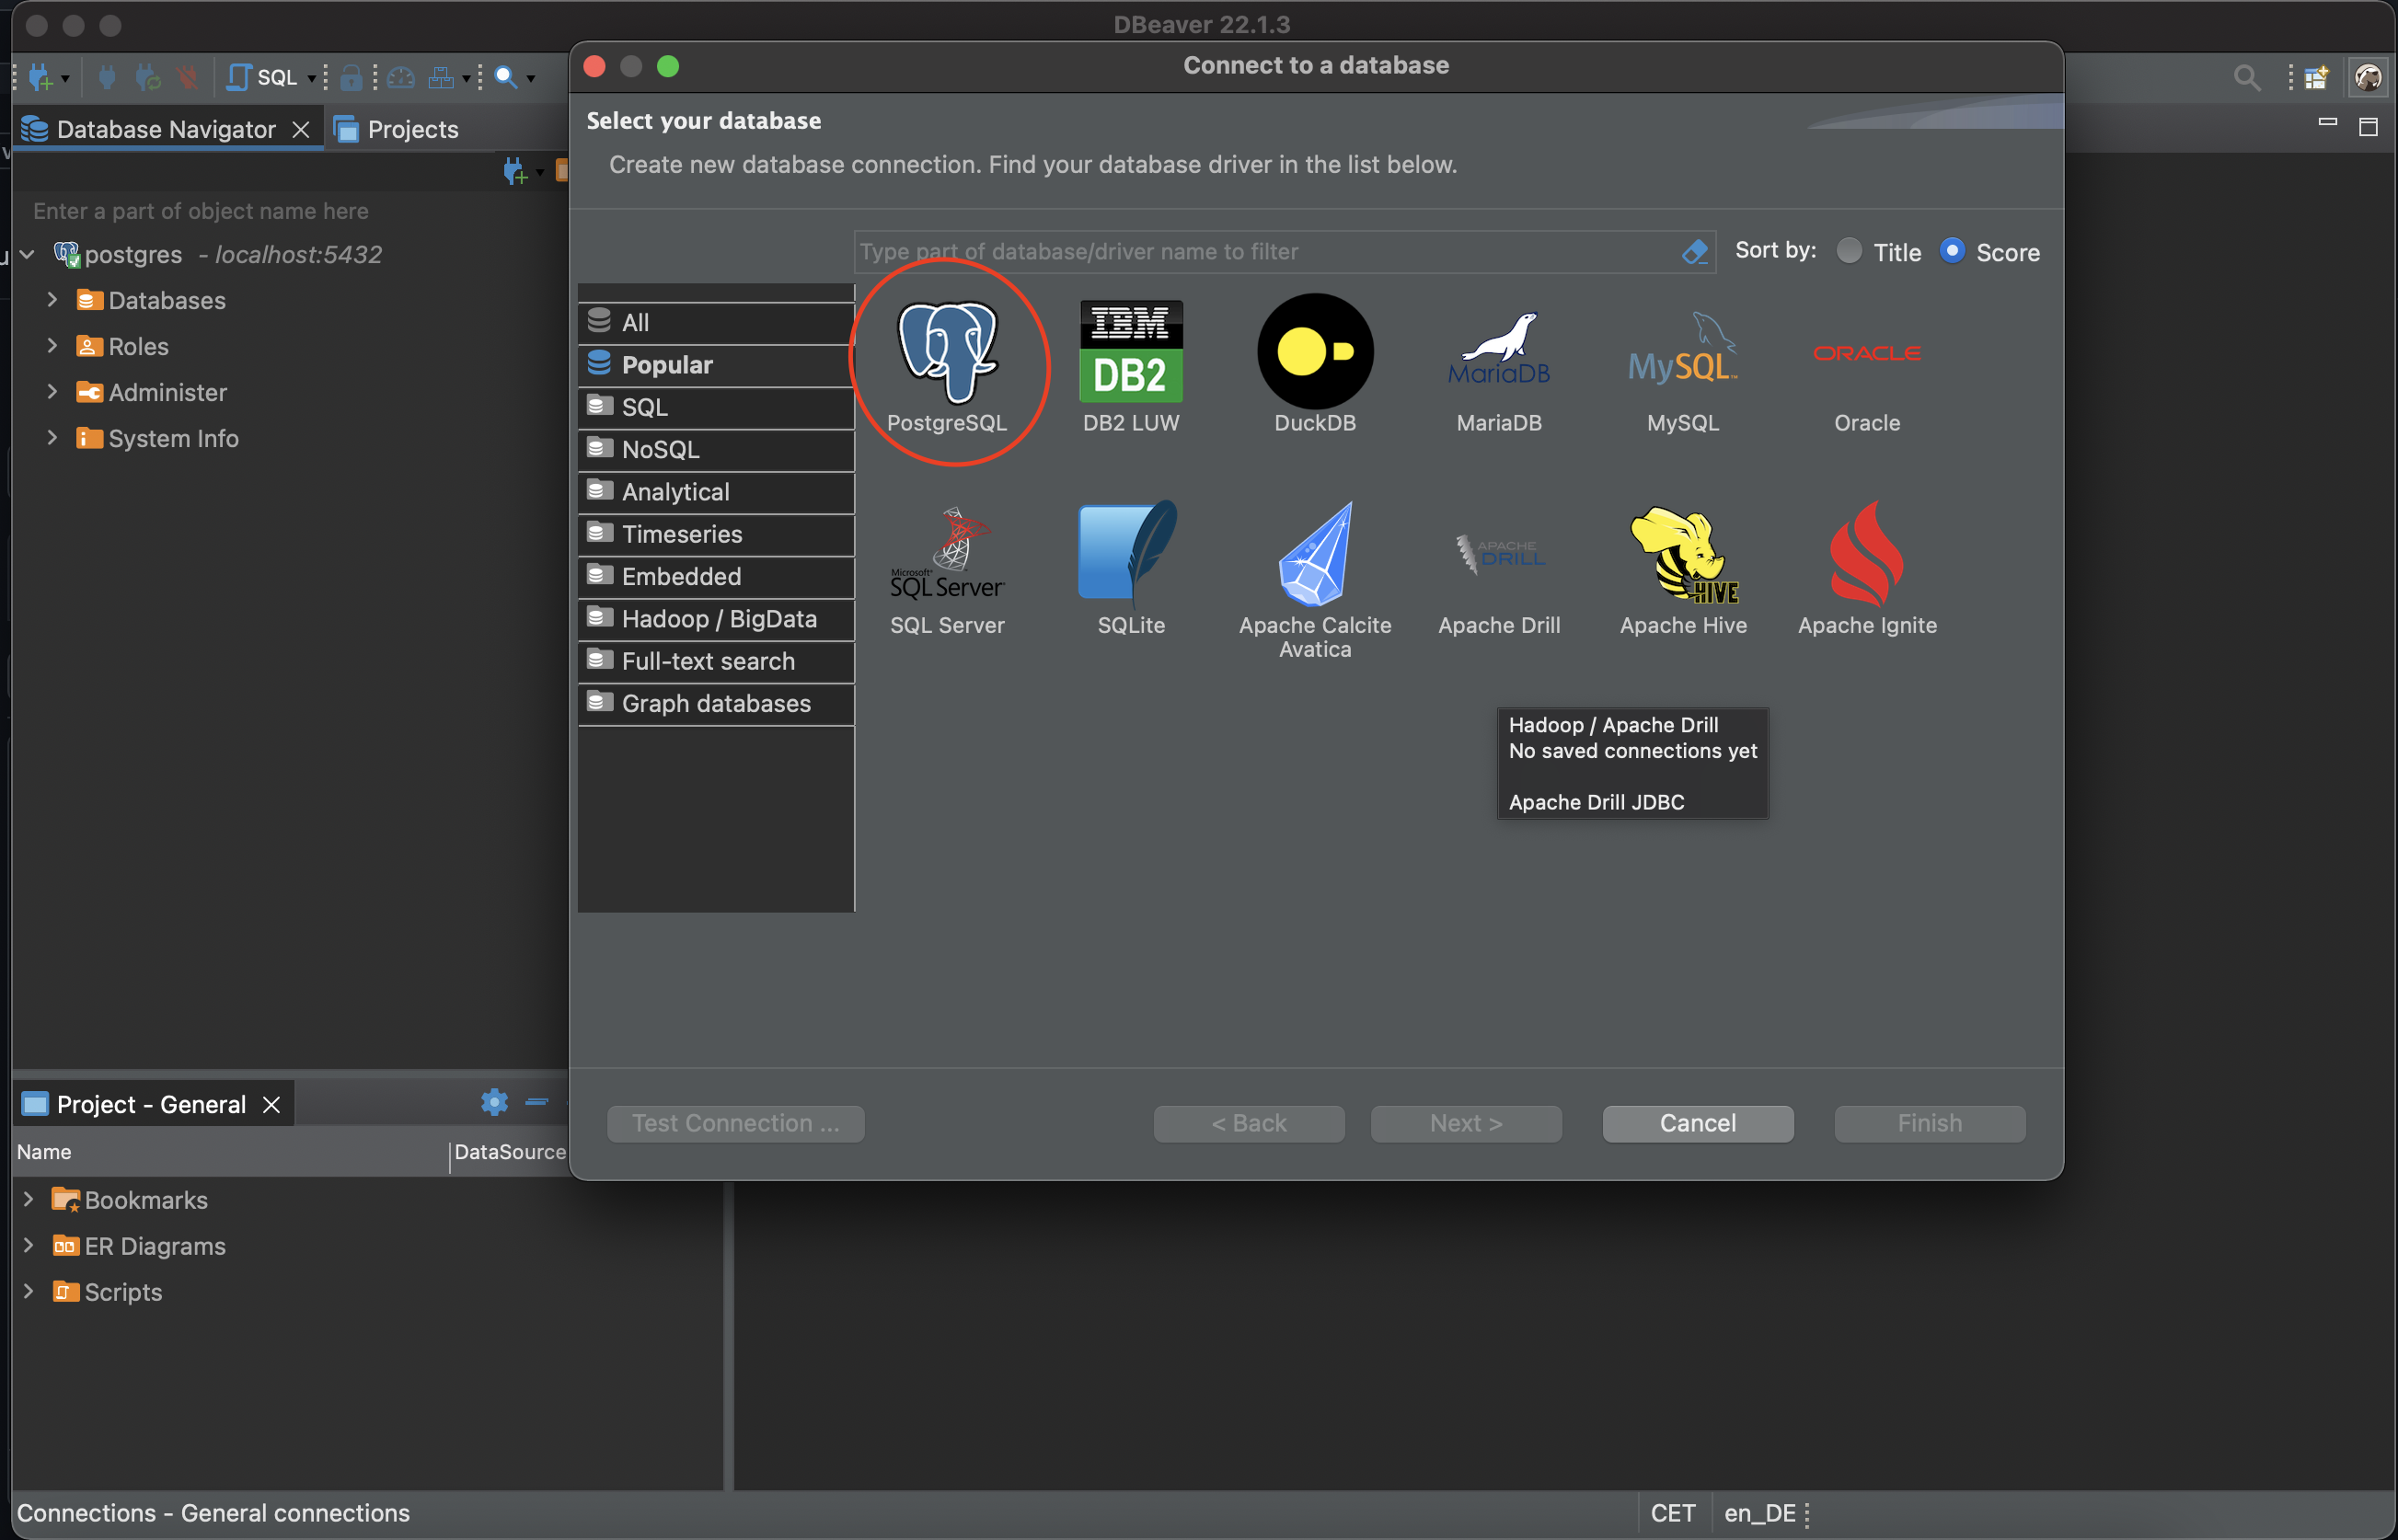 DBeaver 22.1.3
SQL
Database Navigator
Projects
Enter a part of object name here
postgres - localhost:5432
Databases
Roles
Administer
System Info
Connect to a database
Select your database
Create new database connection. Find your database driver in the list below.
Type part of database/driver name to filter
Sort by:
Title
Score
All
Popular
SQL
NoSQL
Analytical
Timeseries
Embedded
Hadoop / BigData
Full-text search
Graph databases
IBM
DB2
MariaDB
MySQL™
ORACLE
PostgreSQL
DB2 LUW
DuckDB
MariaDB
MySQL
Oracle
Microsoft®
SQL Server
APACHE
DRILL
HIVE
SQL Server
SQLite
Apache Calcite
Avatica
Apache Drill
Apache Hive
Apache Ignite
Hadoop / Apache Drill
No saved connections yet
Apache Drill JDBC
Test Connection ...
< Back
Next >
Cancel
Finish
Project - General
Name
DataSource
Bookmarks
ER Diagrams
Scripts
Connections - General connections
CET
en_DE